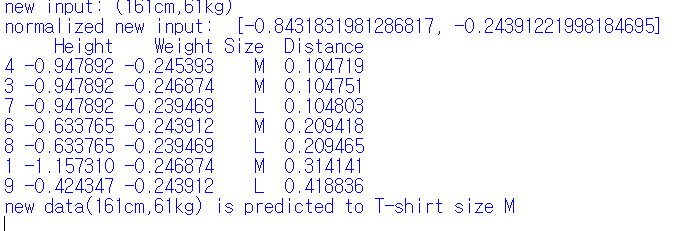 new input: (161cm,61kg)
normalized new input:  [-0.8431831981286817, -0.24391221998184695]
     Height    Weight Size  Distance
4 -0.947892 -0.245393    M  0.104719
3 -0.947892 -0.246874    M  0.104751
7 -0.947892 -0.239469    L  0.104803
6 -0.633765 -0.243912    M  0.209418
8 -0.633765 -0.239469    L  0.209465
1 -1.157310 -0.246874    M  0.314141
9 -0.424347 -0.243912    L  0.418836
new data(161cm,61kg) is predicted to T-shirt size M